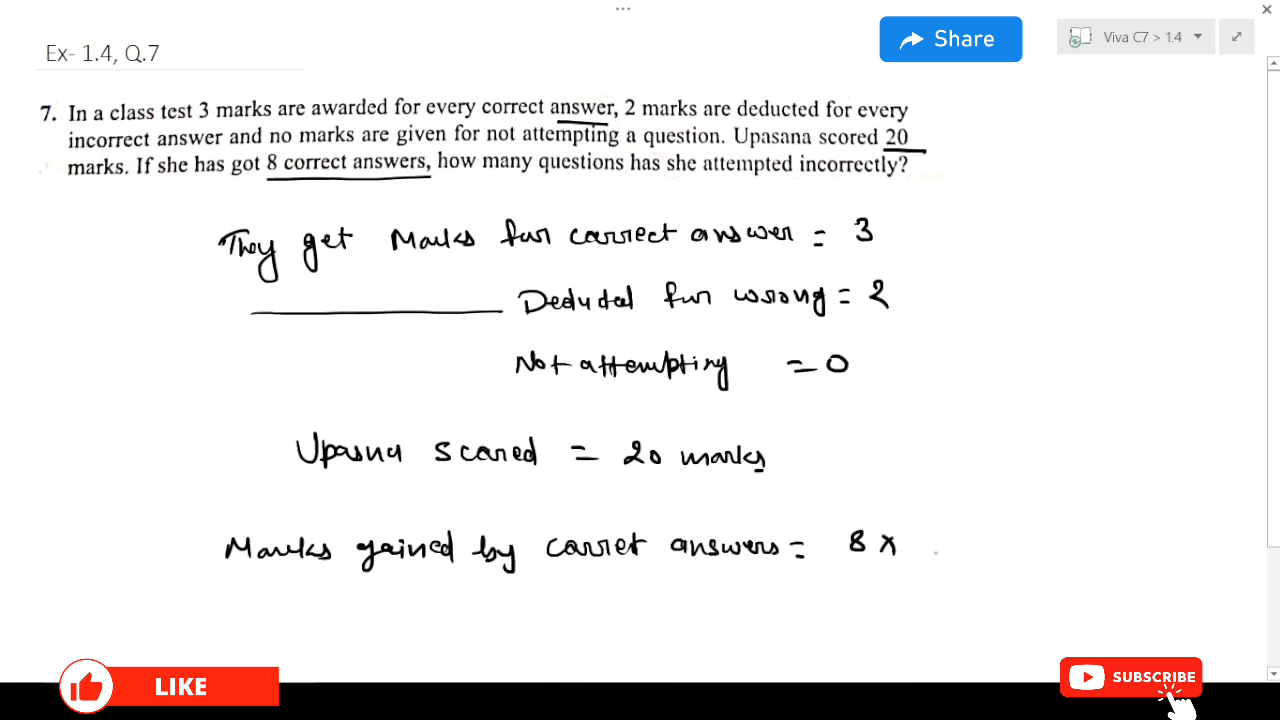 Share
Viva C7 > 1.4
Ex- 1.4, Q.7
7. In a class test 3 marks are awarded for every correct answer, 2 marks are deducted for every
incorrect answer and no marks are given for not attempting a question. Upasana scored 20
marks. If she has got 8 correct answers, how many questions has she attempted incorrectly?
They get Marks for correct answer = 3
Deducted for wrong = 2
Not attempting = 0
Upasna scored = 20 marks
Marks gained by correct answers = 8 ×
LIKE
SUBSCRIBE